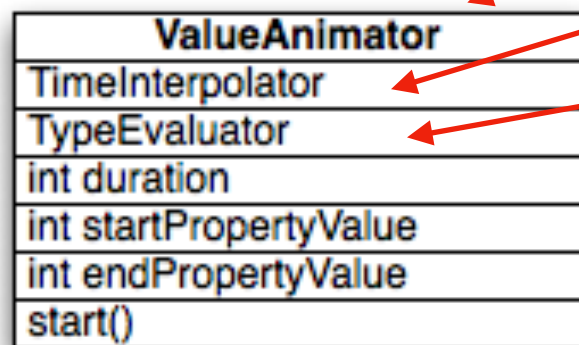 ValueAnimator
TimeInterpolator
TypeEvaluator
int duration
int startPropertyValue
int endPropertyValue
start()